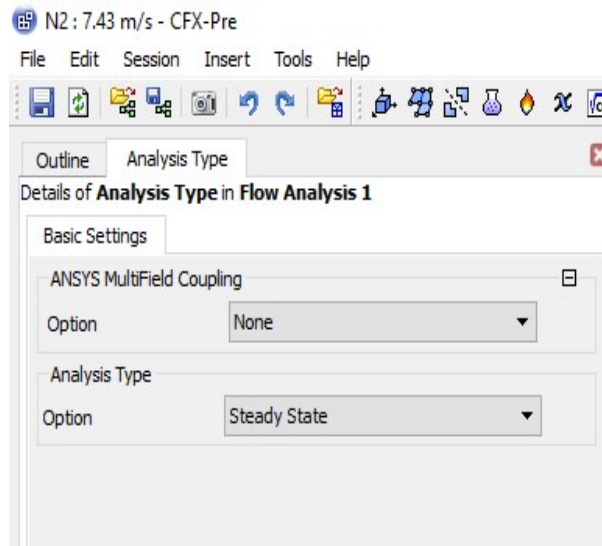 N2 : 7.43 m/s - CFX-Pre
File Edit Session Insert Tools Help
Outline Analysis Type
Details of Analysis Type in Flow Analysis 1
Basic Settings
ANSYS MultiField Coupling
Option None
Analysis Type
Option Steady State